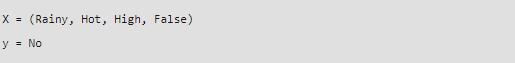 X = (Rainy, Hot, High, False)
y = No